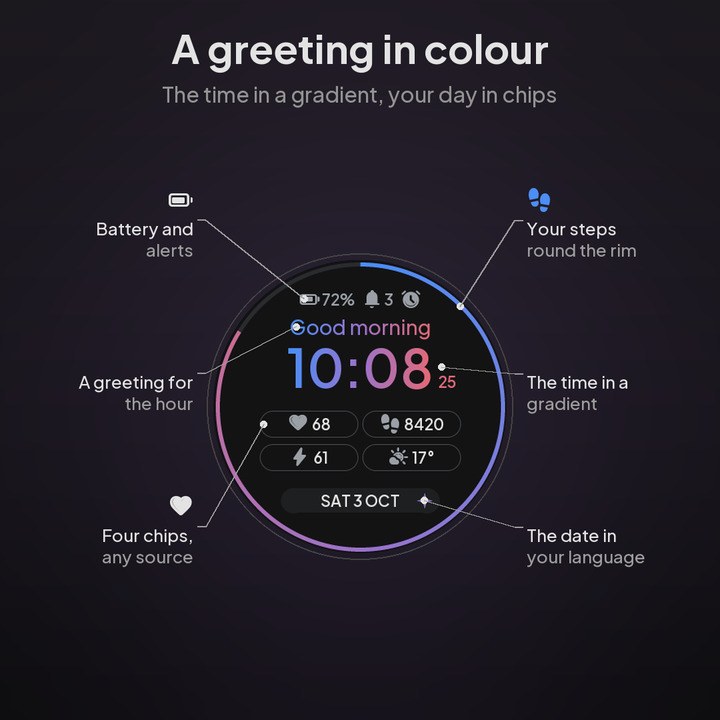 A greeting in colour
The time in a gradient, your day in chips
Battery and
alerts
Your steps
round the rim
72% 3
Good morning
10:08 25
A greeting for
the hour
The time in a
gradient
68 8420
61 17°
SAT 3 OCT
Four chips,
any source
The date in
your language